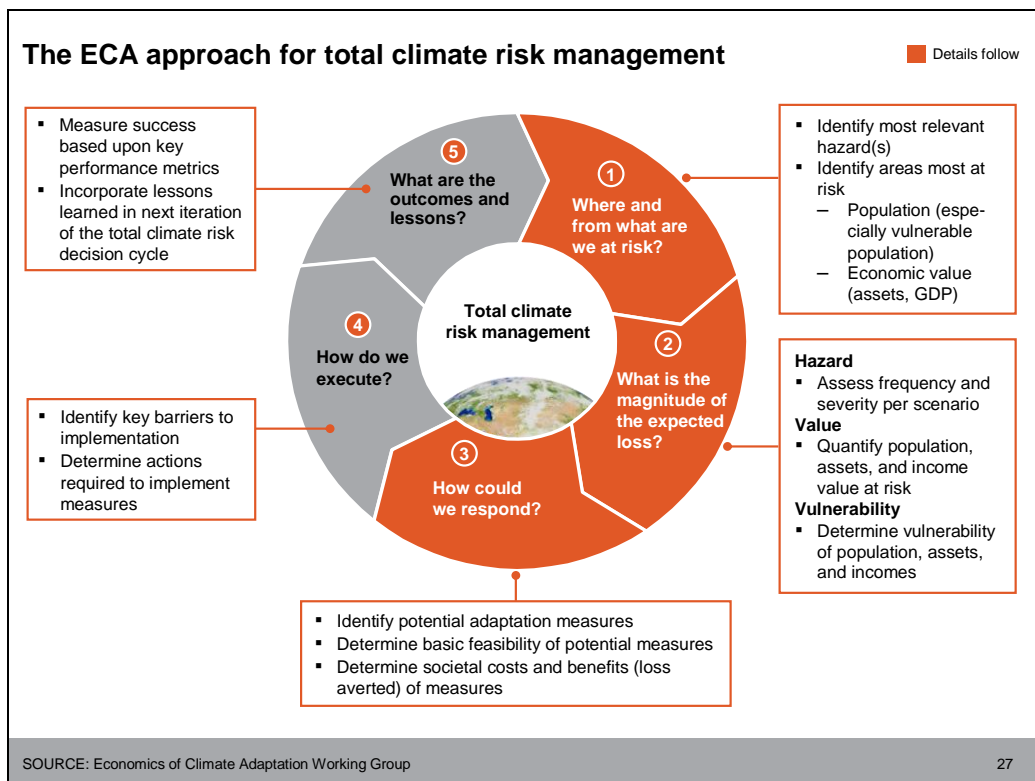 The ECA approach for total climate risk management
Details follow
▪ Measure success
based upon key
performance metrics
▪ Incorporate lessons
learned in next iteration
of the total climate risk
decision cycle
5
What are the
outcomes and
lessons?
1
Where and
from what are
we at risk?
▪ Identify most relevant
hazard(s)
▪ Identify areas most at
risk
– Population (espe-
cially vulnerable
population)
– Economic value
(assets, GDP)
Total climate
risk management
4
How do we
execute?
2
What is the
magnitude of
the expected
loss?
Hazard
▪ Assess frequency and
severity per scenario
Value
▪ Quantify population,
assets, and income
value at risk
Vulnerability
▪ Determine vulnerability
of population, assets,
and incomes
▪ Identify key barriers to
implementation
▪ Determine actions
required to implement
measures
3
How could
we respond?
▪ Identify potential adaptation measures
▪ Determine basic feasibility of potential measures
▪ Determine societal costs and benefits (loss
averted) of measures
SOURCE: Economics of Climate Adaptation Working Group
27